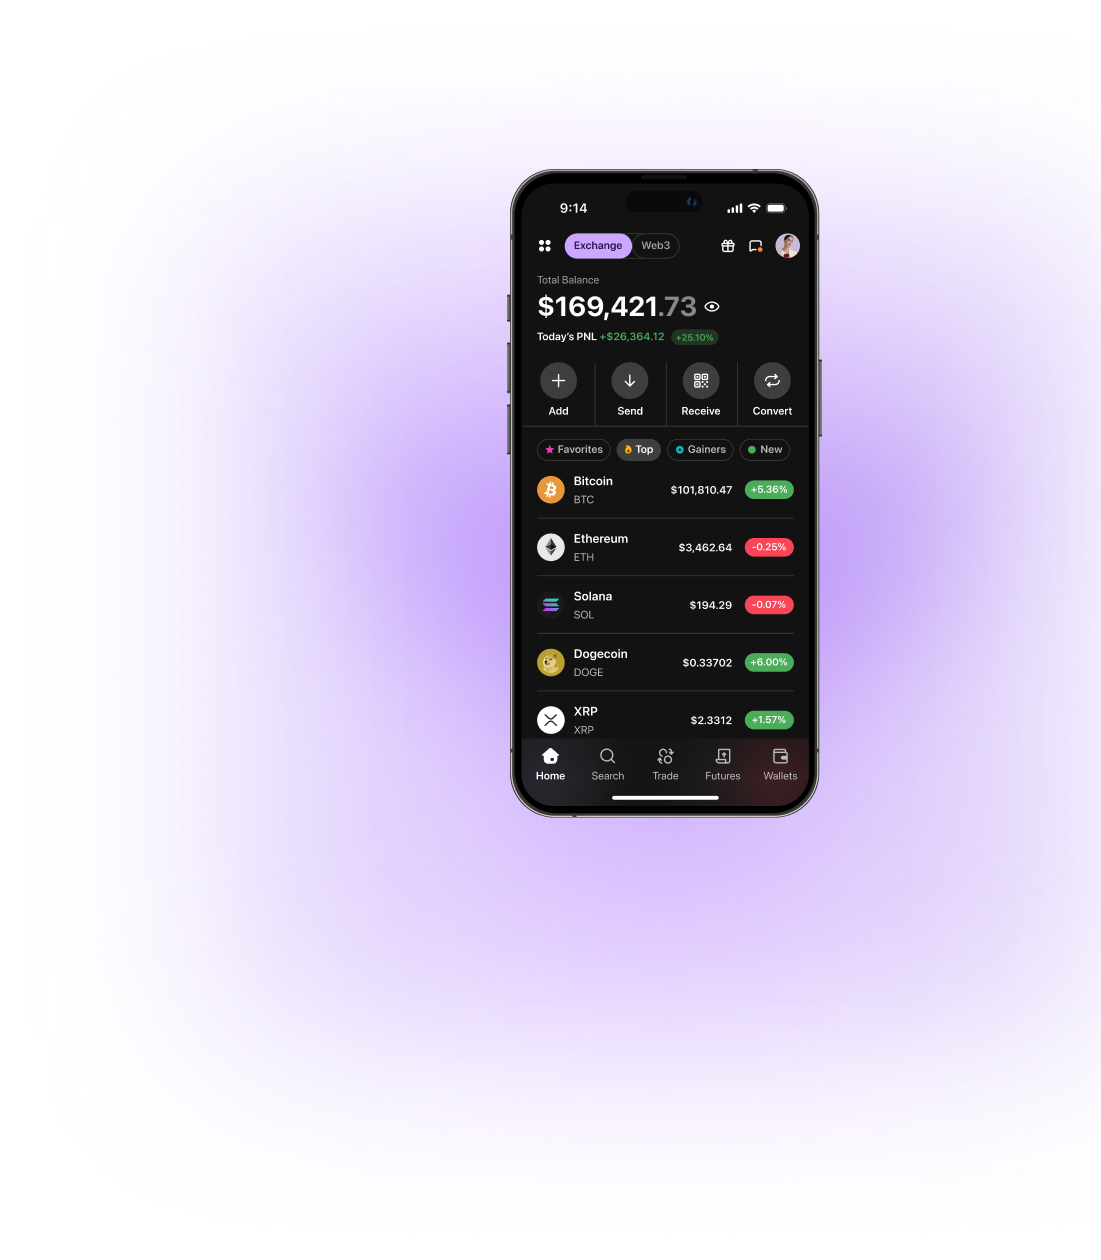 9:14
Exchange Web3
Total Balance
$169,421.73
Today's PNL +$26,364.12 +25.10%
Add Send Receive Convert
Favorites Top Gainers New
Bitcoin
BTC $101,810.47 +5.36%
Ethereum
ETH $3,462.64 -0.25%
Solana
SOL $194.29 -0.07%
Dogecoin
DOGE $0.33702 +6.00%
XRP
XRP $2.3312 +1.57%
Home Search Trade Futures Wallets